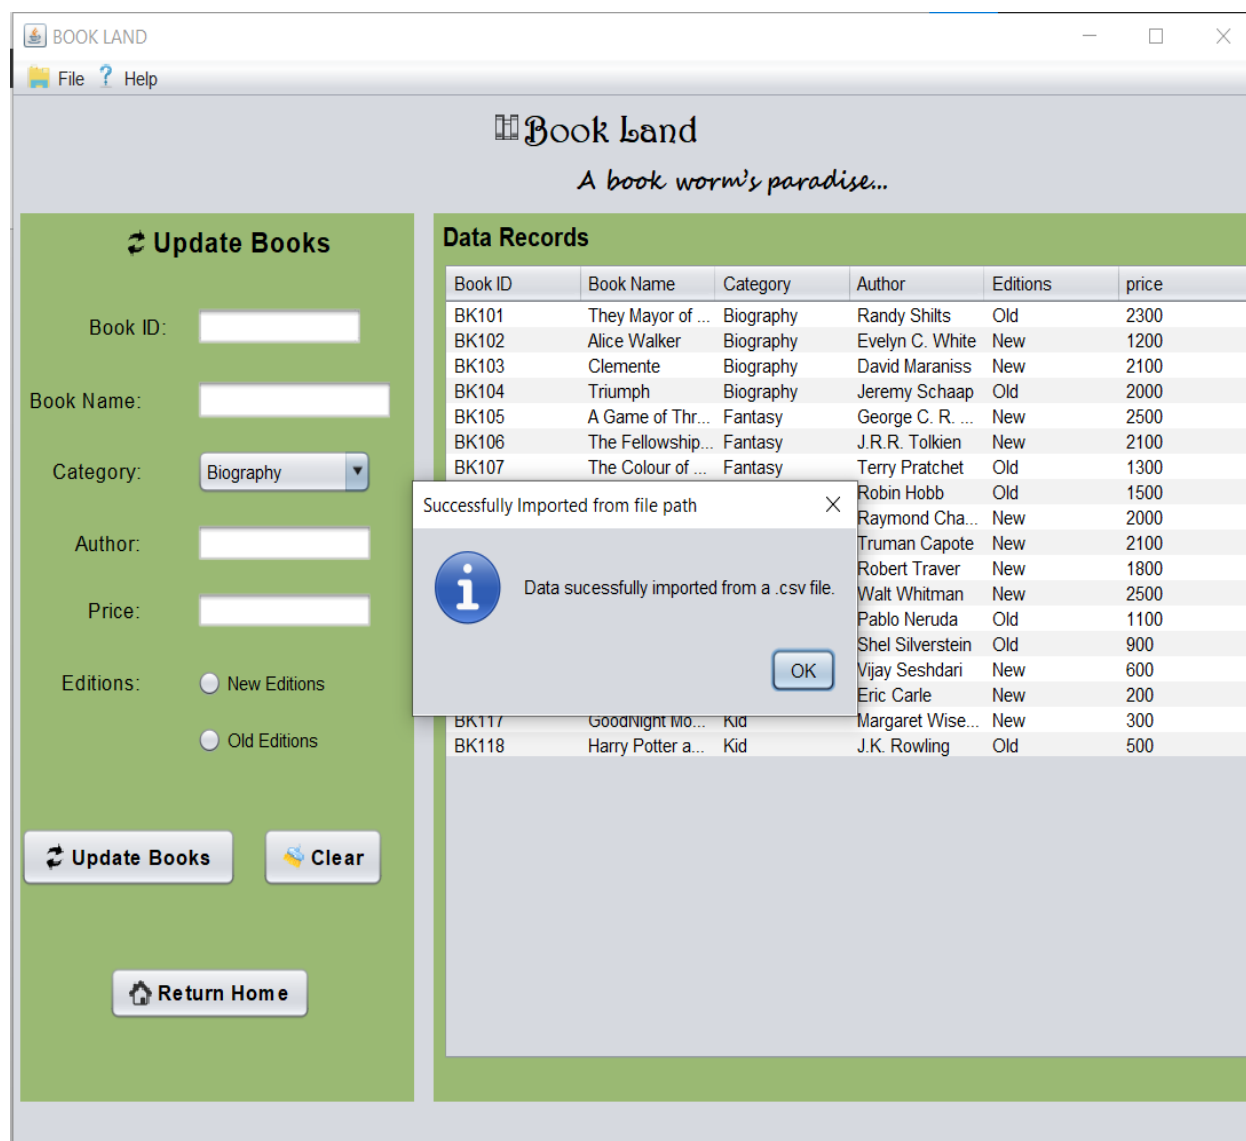 BOOK LAND
File Help
Book Land
A book worm's paradise...
Update Books
Book ID:
Book Name:
Category: Biography
Author:
Price:
Editions: New Editions
Old Editions
Update Books Clear
Return Home
Data Records
Book ID Book Name Category Author Editions price
BK101 They Mayor of ... Biography Randy Shilts Old 2300
BK102 Alice Walker Biography Evelyn C. White New 1200
BK103 Clemente Biography David Maraniss New 2100
BK104 Triumph Biography Jeremy Schaap Old 2000
BK105 A Game of Thr... Fantasy George C. R. ... New 2500
BK106 The Fellowship... Fantasy J.R.R. Tolkien New 2100
BK107 The Colour of ... Fantasy Terry Pratchet Old 1300
Robin Hobb Old 1500
Raymond Cha... New 2000
Truman Capote New 2100
Robert Traver New 1800
Walt Whitman New 2500
Pablo Neruda Old 1100
Shel Silverstein Old 900
Vijay Seshdari New 600
Eric Carle New 200
BK117 GoodNight Mo... Kid Margaret Wise... New 300
BK118 Harry Potter a... Kid J.K. Rowling Old 500
Successfully Imported from file path
Data sucessfully imported from a .csv file.
OK